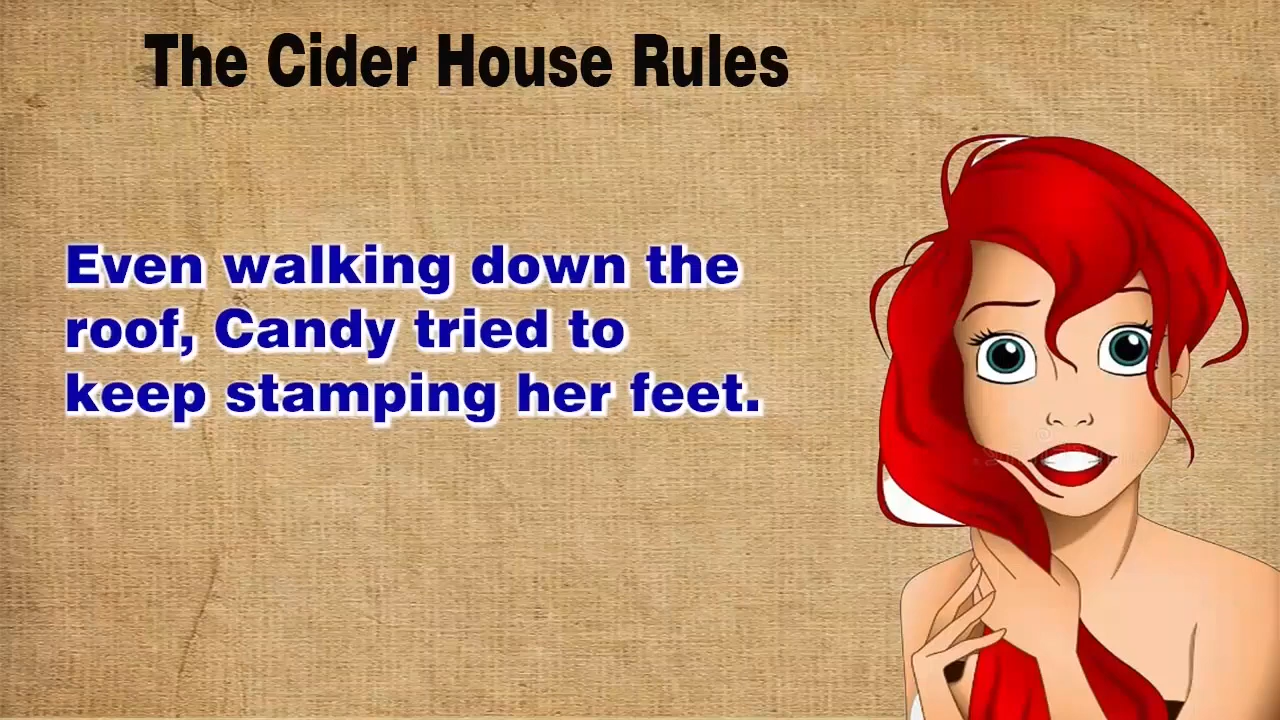 The Cider House Rules
Even walking down the
roof, Candy tried to
keep stamping her feet.